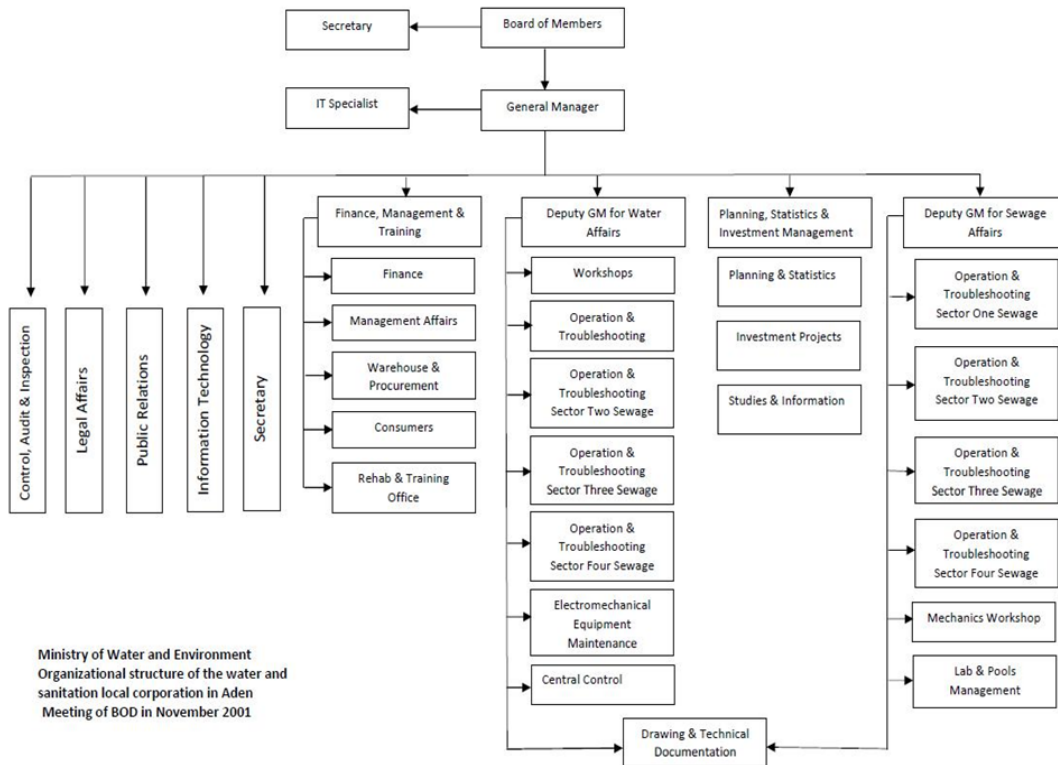 Secretary
Board of Members
IT Specialist
General Manager
Control, Audit & Inspection
Legal Affairs
Public Relations
Information Technology
Secretary
Finance, Management &
Training
Finance
Management Affairs
Warehouse &
Procurement
Consumers
Rehab & Training
Office
Deputy GM for Water
Affairs
Workshops
Operation &
Troubleshooting
Operation &
Troubleshooting
Sector Two Sewage
Operation &
Troubleshooting
Sector Three Sewage
Operation &
Troubleshooting
Sector Four Sewage
Electromechanical
Equipment
Maintenance
Central Control
Planning, Statistics &
Investment Management
Planning & Statistics
Investment Projects
Studies & Information
Deputy GM for Sewage
Affairs
Operation &
Troubleshooting
Sector One Sewage
Operation &
Troubleshooting
Sector Two Sewage
Operation &
Troubleshooting
Sector Three Sewage
Operation &
Troubleshooting
Sector Four Sewage
Mechanics Workshop
Lab & Pools
Management
Drawing & Technical
Documentation
Ministry of Water and Environment
Organizational structure of the water and
sanitation local corporation in Aden
Meeting of BOD in November 2001